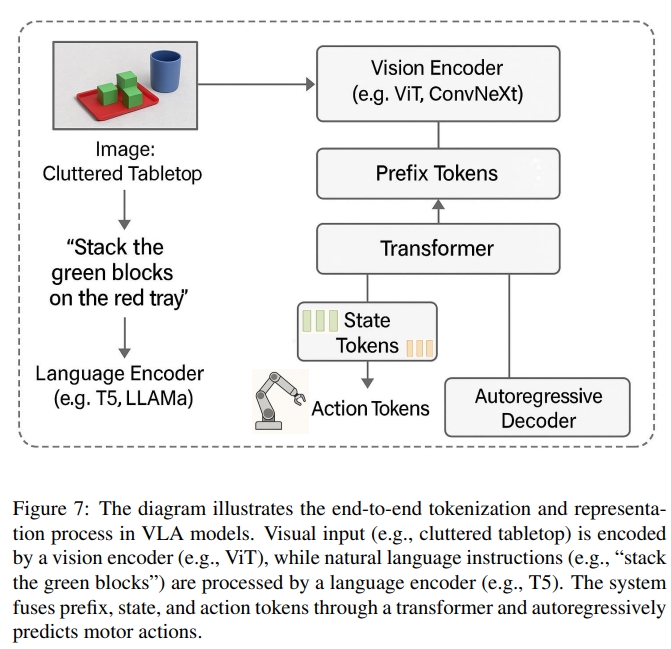 Image:
Cluttered Tabletop
“Stack the
green blocks
on the red tray”
Language Encoder
(e.g. T5, LLAMa)
Vision Encoder
(e.g. ViT, ConvNeXt)
Prefix Tokens
Transformer
State
Tokens
Action Tokens
Autoregressive
Decoder
Figure 7: The diagram illustrates the end-to-end tokenization and representa-
tion process in VLA models. Visual input (e.g., cluttered tabletop) is encoded
by a vision encoder (e.g., ViT), while natural language instructions (e.g., “stack
the green blocks”) are processed by a language encoder (e.g., T5). The system
fuses prefix, state, and action tokens through a transformer and autoregressively
predicts motor actions.